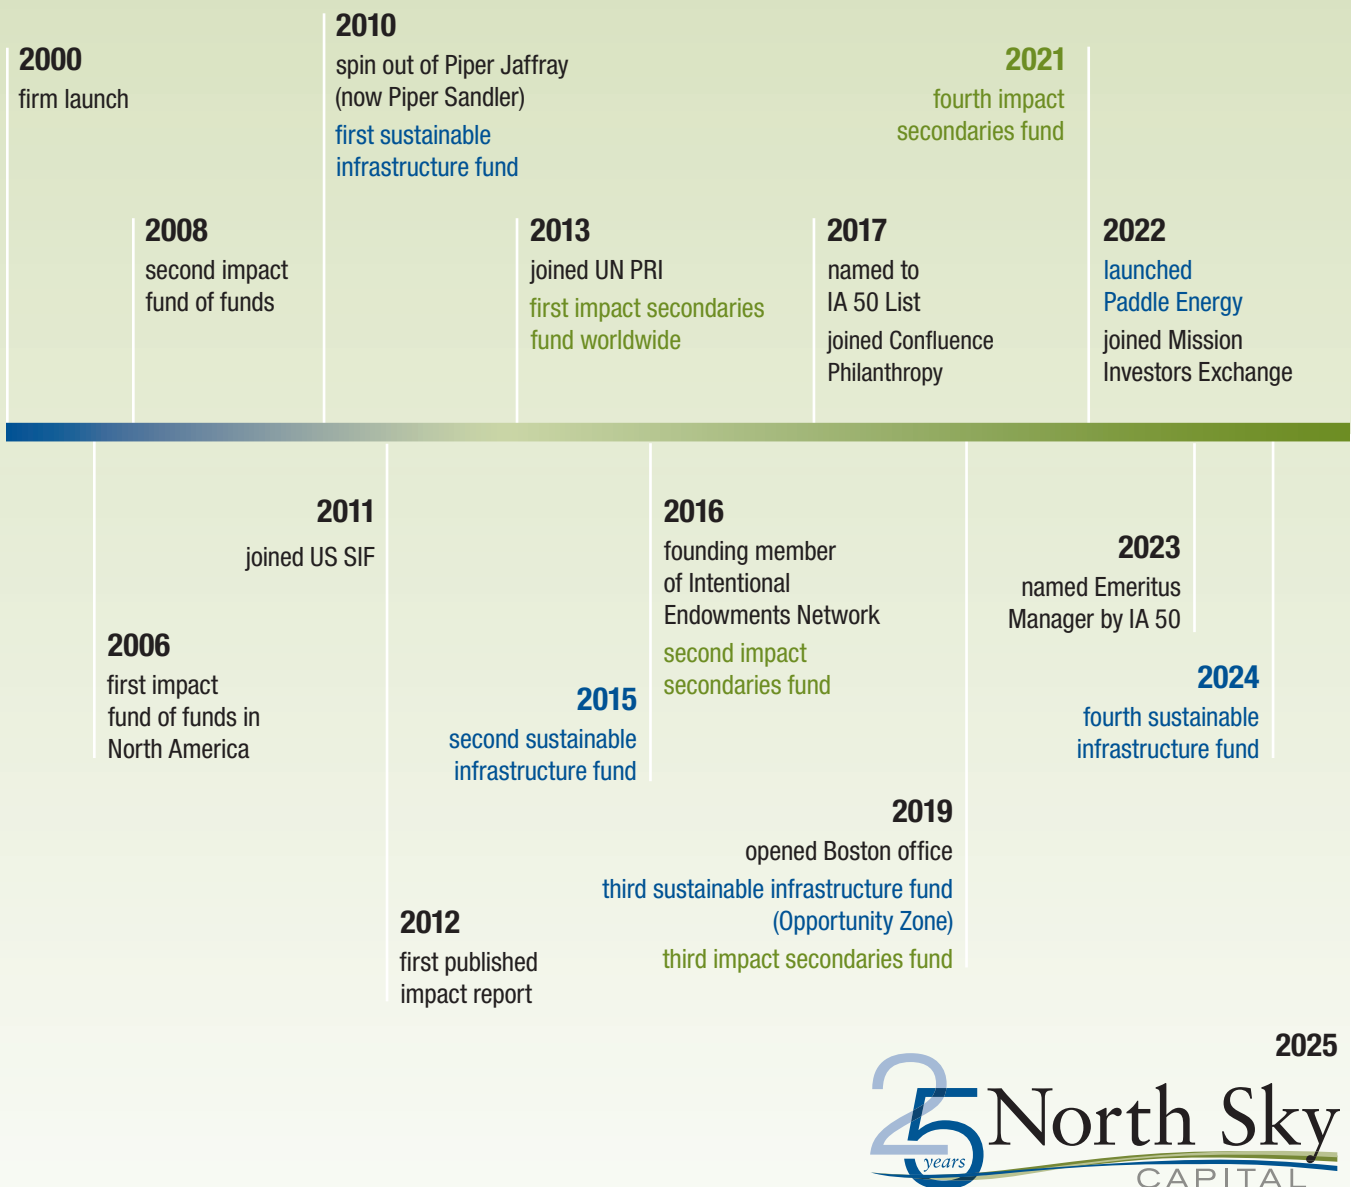 2000
firm launch
2010
spin out of Piper Jaffray
(now Piper Sandler)
first sustainable
infrastructure fund
2021
fourth impact
secondaries fund
2008
second impact
fund of funds
2013
joined UN PRI
first impact secondaries
fund worldwide
2017
named to
IA 50 List
joined Confluence
Philanthropy
2022
launched
Paddle Energy
joined Mission
Investors Exchange
2006
first impact
fund of funds in
North America
2011
joined US SIF
2012
first published
impact report
2015
second sustainable
infrastructure fund
2016
founding member
of Intentional
Endowments Network
second impact
secondaries fund
2019
opened Boston office
third sustainable infrastructure fund
(Opportunity Zone)
third impact secondaries fund
2023
named Emeritus
Manager by IA 50
2024
fourth sustainable
infrastructure fund
2025
25
years
North Sky
CAPITAL